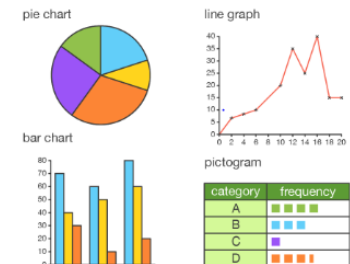 pie chart
line graph
40
35
30
25
20
15
10
5
0
0 2 4 6 8 10 12 14 16 18 20
bar chart
80
70
60
50
40
30
20
10
0
pictogram
category frequency
A
B
C
D